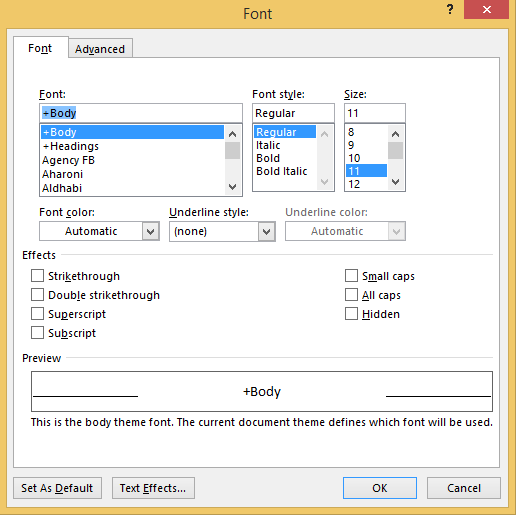 Font
?
Font Advanced
Font: Font style: Size:
+Body Regular 11
+Body Regular 8
+Headings Italic 9
Agency FB Bold 10
Aharoni Bold Italic 11
Aldhabi 12
Font color: Underline style: Underline color:
Automatic (none) Automatic
Effects
Strikethrough Small caps
Double strikethrough All caps
Superscript Hidden
Subscript
Preview
+Body
This is the body theme font. The current document theme defines which font will be used.
Set As Default Text Effects... OK Cancel